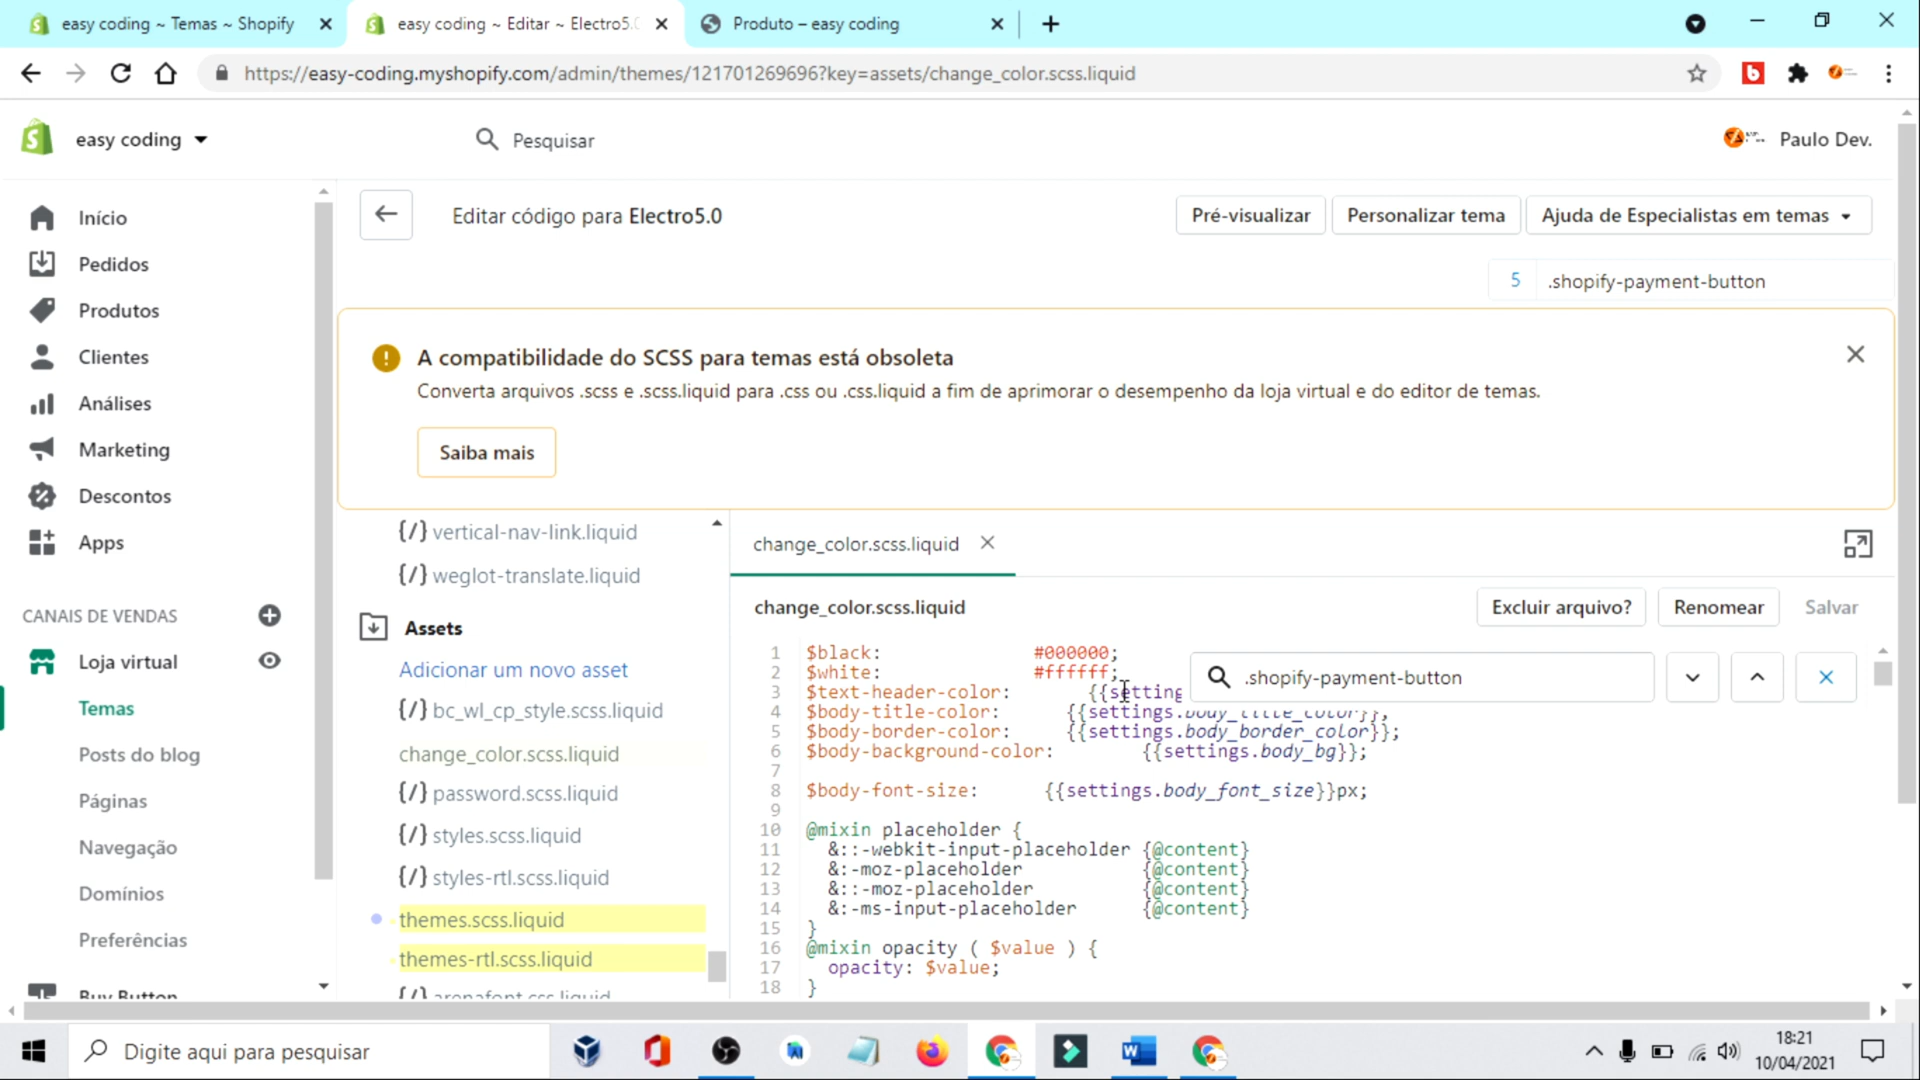 easy coding ~ Temas ~ Shopify
easy coding ~ Editar ~ Electro5.0
Produto – easy coding
https://easy-coding.myshopify.com/admin/themes/121701269696?key=assets/change_color.scss.liquid
easy coding
Pesquisar
Paulo Dev.
Início
Pedidos
Produtos
Clientes
Análises
Marketing
Descontos
Apps
CANAIS DE VENDAS
Loja virtual
Temas
Posts do blog
Páginas
Navegação
Domínios
Preferências
Buy Button
Editar código para Electro5.0
Pré-visualizar
Personalizar tema
Ajuda de Especialistas em temas
5 .shopify-payment-button
A compatibilidade do SCSS para temas está obsoleta
Converta arquivos .scss e .scss.liquid para .css ou .css.liquid a fim de aprimorar o desempenho da loja virtual e do editor de temas.
Saiba mais
{/} vertical-nav-link.liquid
{/} weglot-translate.liquid
Assets
Adicionar um novo asset
{/} bc_wl_cp_style.scss.liquid
change_color.scss.liquid
{/} password.scss.liquid
{/} styles.scss.liquid
{/} styles-rtl.scss.liquid
themes.scss.liquid
themes-rtl.scss.liquid
{/} arenafont.css.liquid
change_color.scss.liquid
change_color.scss.liquid
Excluir arquivo?
Renomear
Salvar
.shopify-payment-button
1 $black: #000000;
2 $white: #ffffff;
3 $text-header-color: {{setting
4 $body-title-color: {{settings.body_title_color}};
5 $body-border-color: {{settings.body_border_color}};
6 $body-background-color: {{settings.body_bg}};
7
8 $body-font-size: {{settings.body_font_size}}px;
9
10 @mixin placeholder {
11 &::-webkit-input-placeholder {@content}
12 &:-moz-placeholder {@content}
13 &::-moz-placeholder {@content}
14 &:-ms-input-placeholder {@content}
15 }
16 @mixin opacity ( $value ) {
17 opacity: $value;
18 }
Digite aqui para pesquisar
18:21
10/04/2021